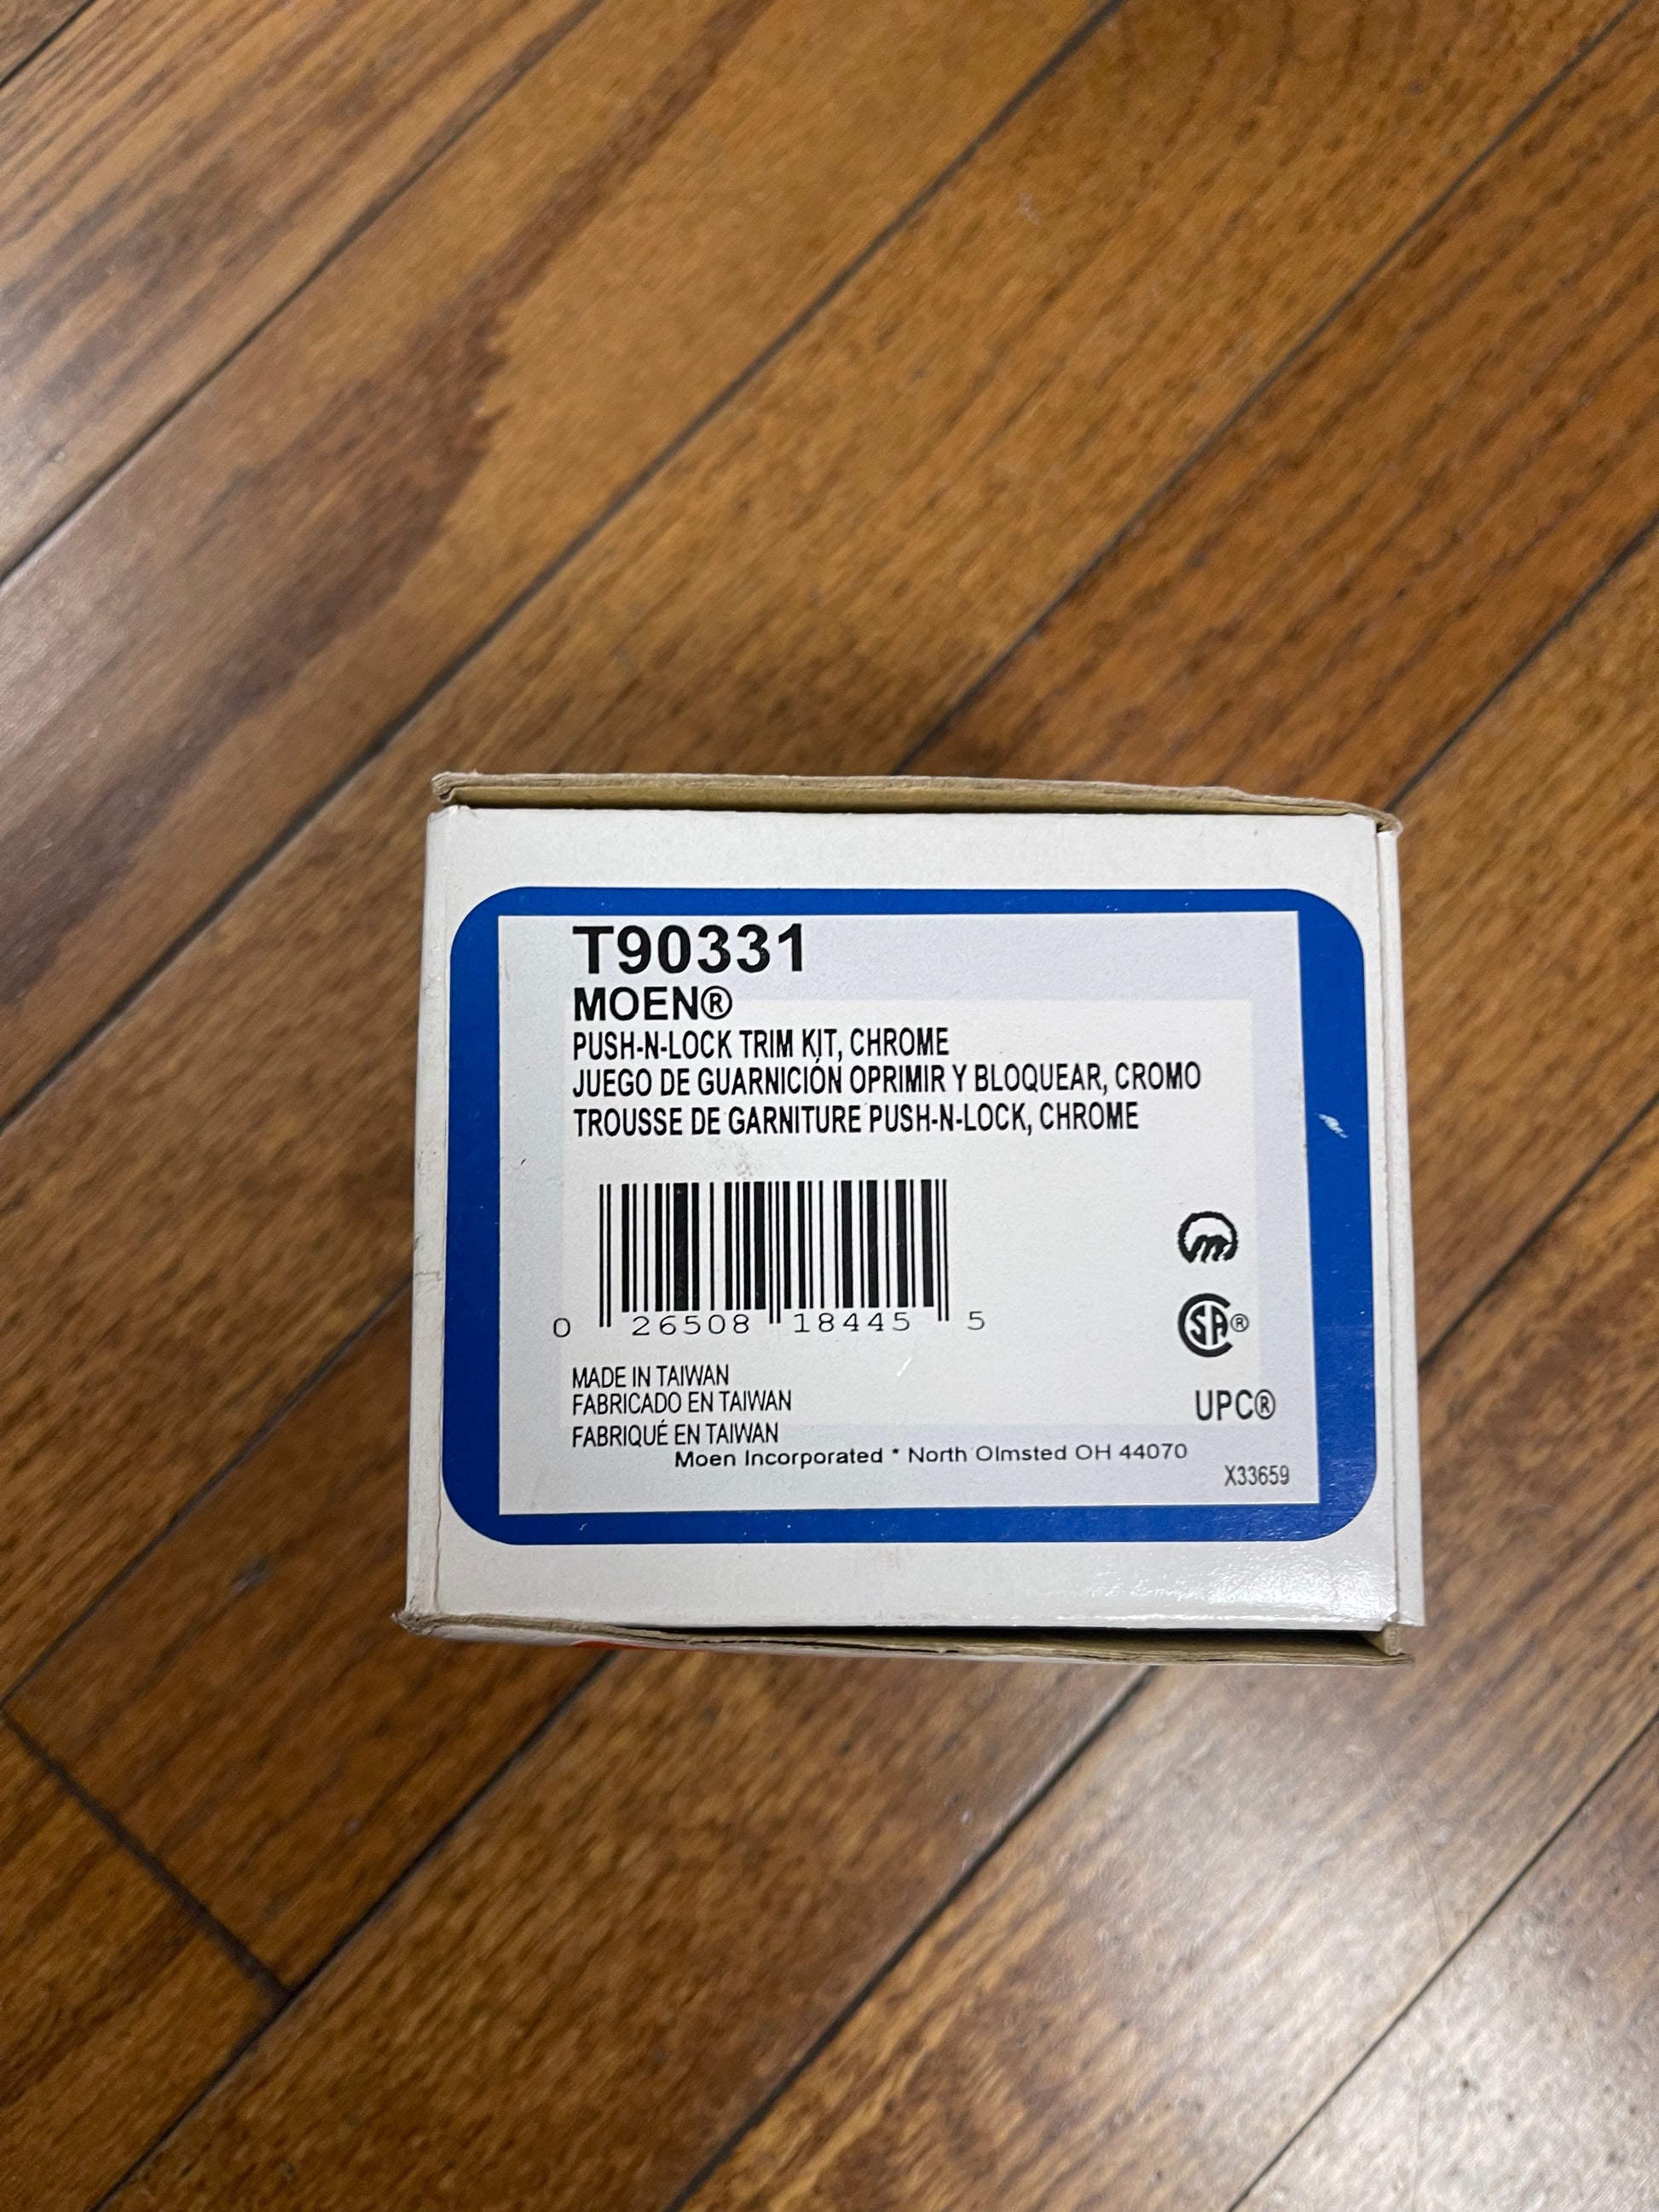 T90331
MOEN®
PUSH-N-LOCK TRIM KIT, CHROME
JUEGO DE GUARNICIÓN OPRIMIR Y BLOQUEAR, CROMO
TROUSSE DE GARNITURE PUSH-N-LOCK, CHROME
0 26508 18445 5
SA®
MADE IN TAIWAN
FABRICADO EN TAIWAN
UPC®
FABRIQUÉ EN TAIWAN
Moen Incorporated * North Olmsted OH 44070
X33659